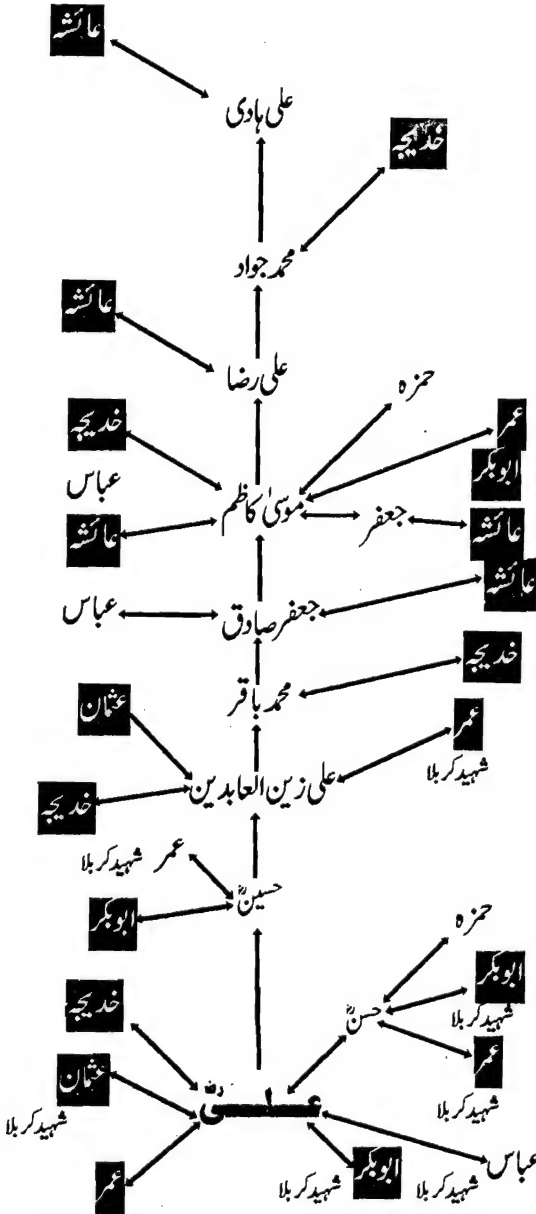 عائشہ
علی ہادی
خدیجہ
محمد جواد
عائشہ
علی رضا
حمزہ
خدیجہ
عمر
عباس
ابوبکر
موسیٰ کاظم
جعفر
عائشہ
عائشہ
عائشہ
جعفر صادق
عباس
خدیجہ
محمد باقر
عثمان
عمر
شہید کربلا
علی زین العابدین
خدیجہ
عمر شہید کربلا
حسینؓ
ابوبکر
حمزہ
ابوبکر
شہید کربلا
حسنؓ
خدیجہ
عمر
شہید کربلا
عثمان
شہید کربلا
عباس
شہید کربلا
ابوبکر
شہید کربلا
عمر